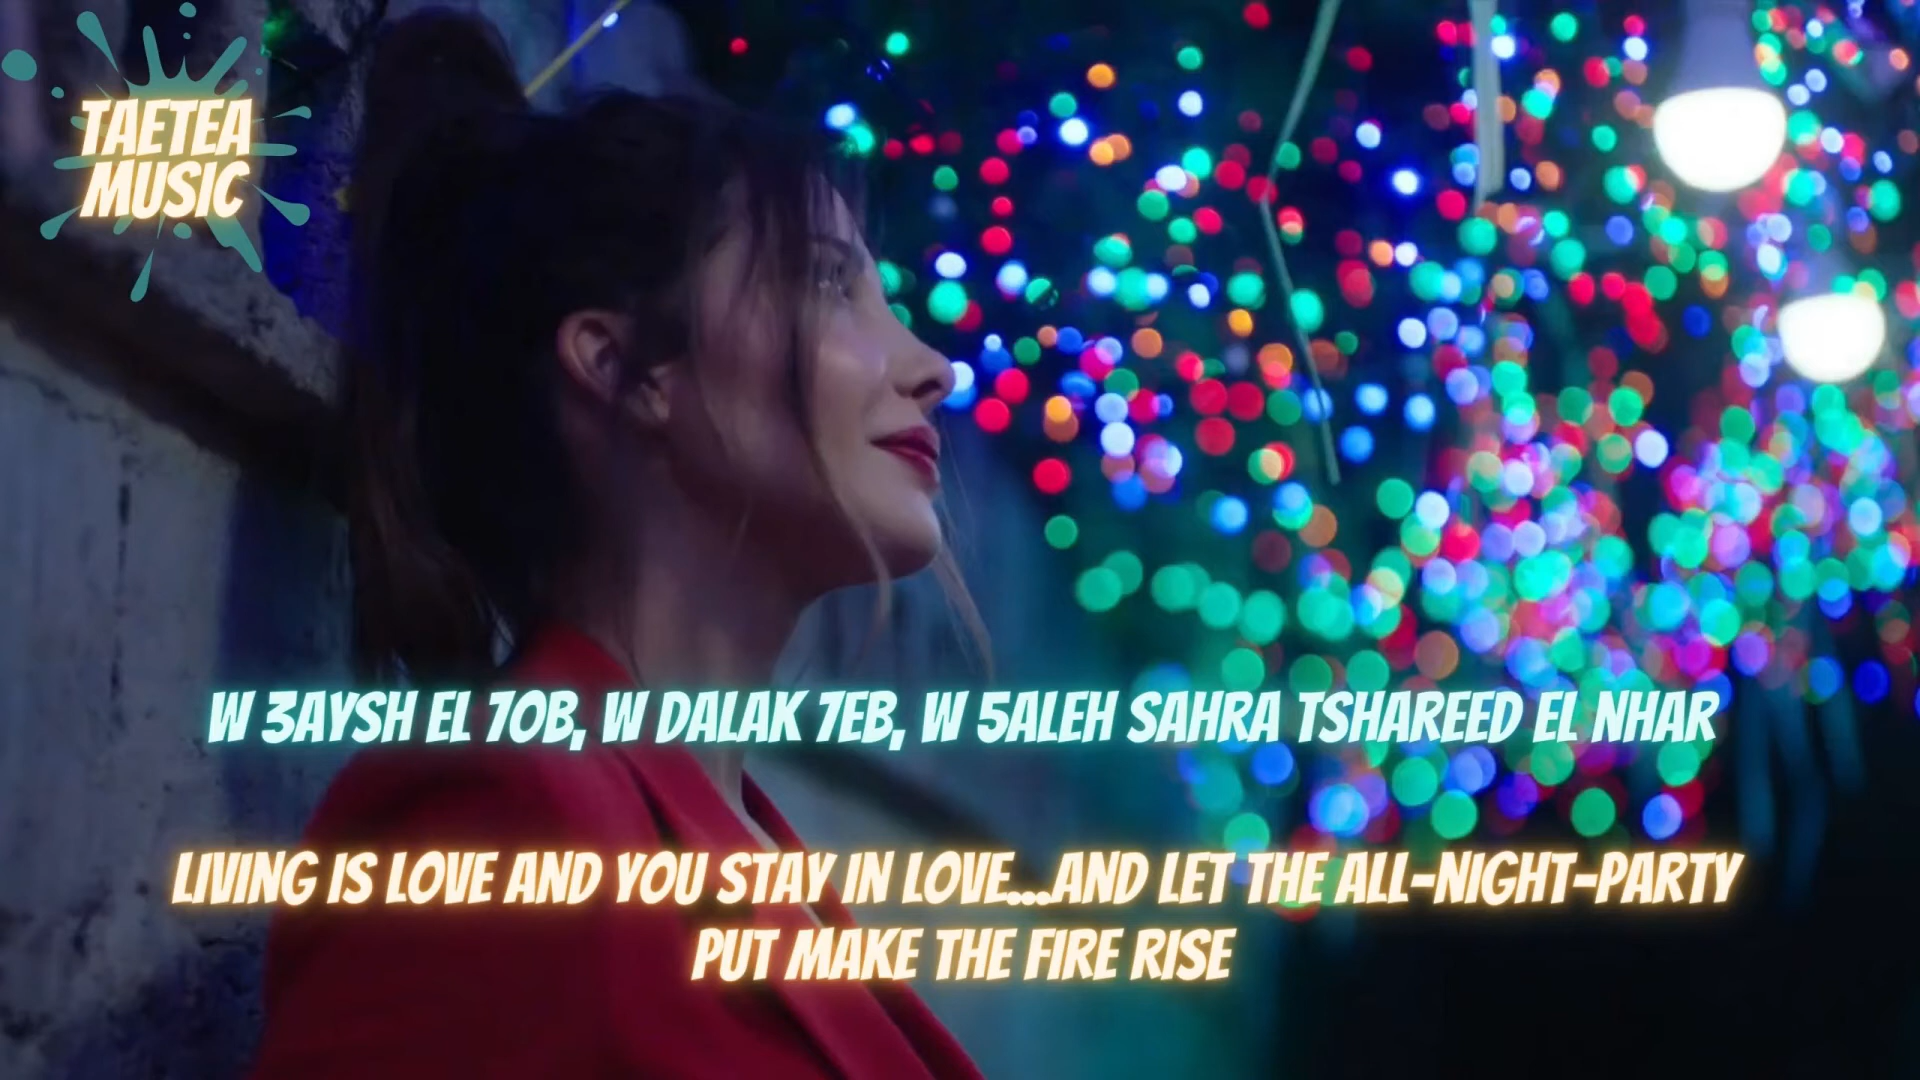 TAETEA
MUSIC
W 3AYSH EL 7OB, W DALAK 7EB, W 5ALEH SAHRA TSHAREED EL NHAR
LIVING IS LOVE AND YOU STAY IN LOVE...AND LET THE ALL-NIGHT-PARTY
PUT MAKE THE FIRE RISE